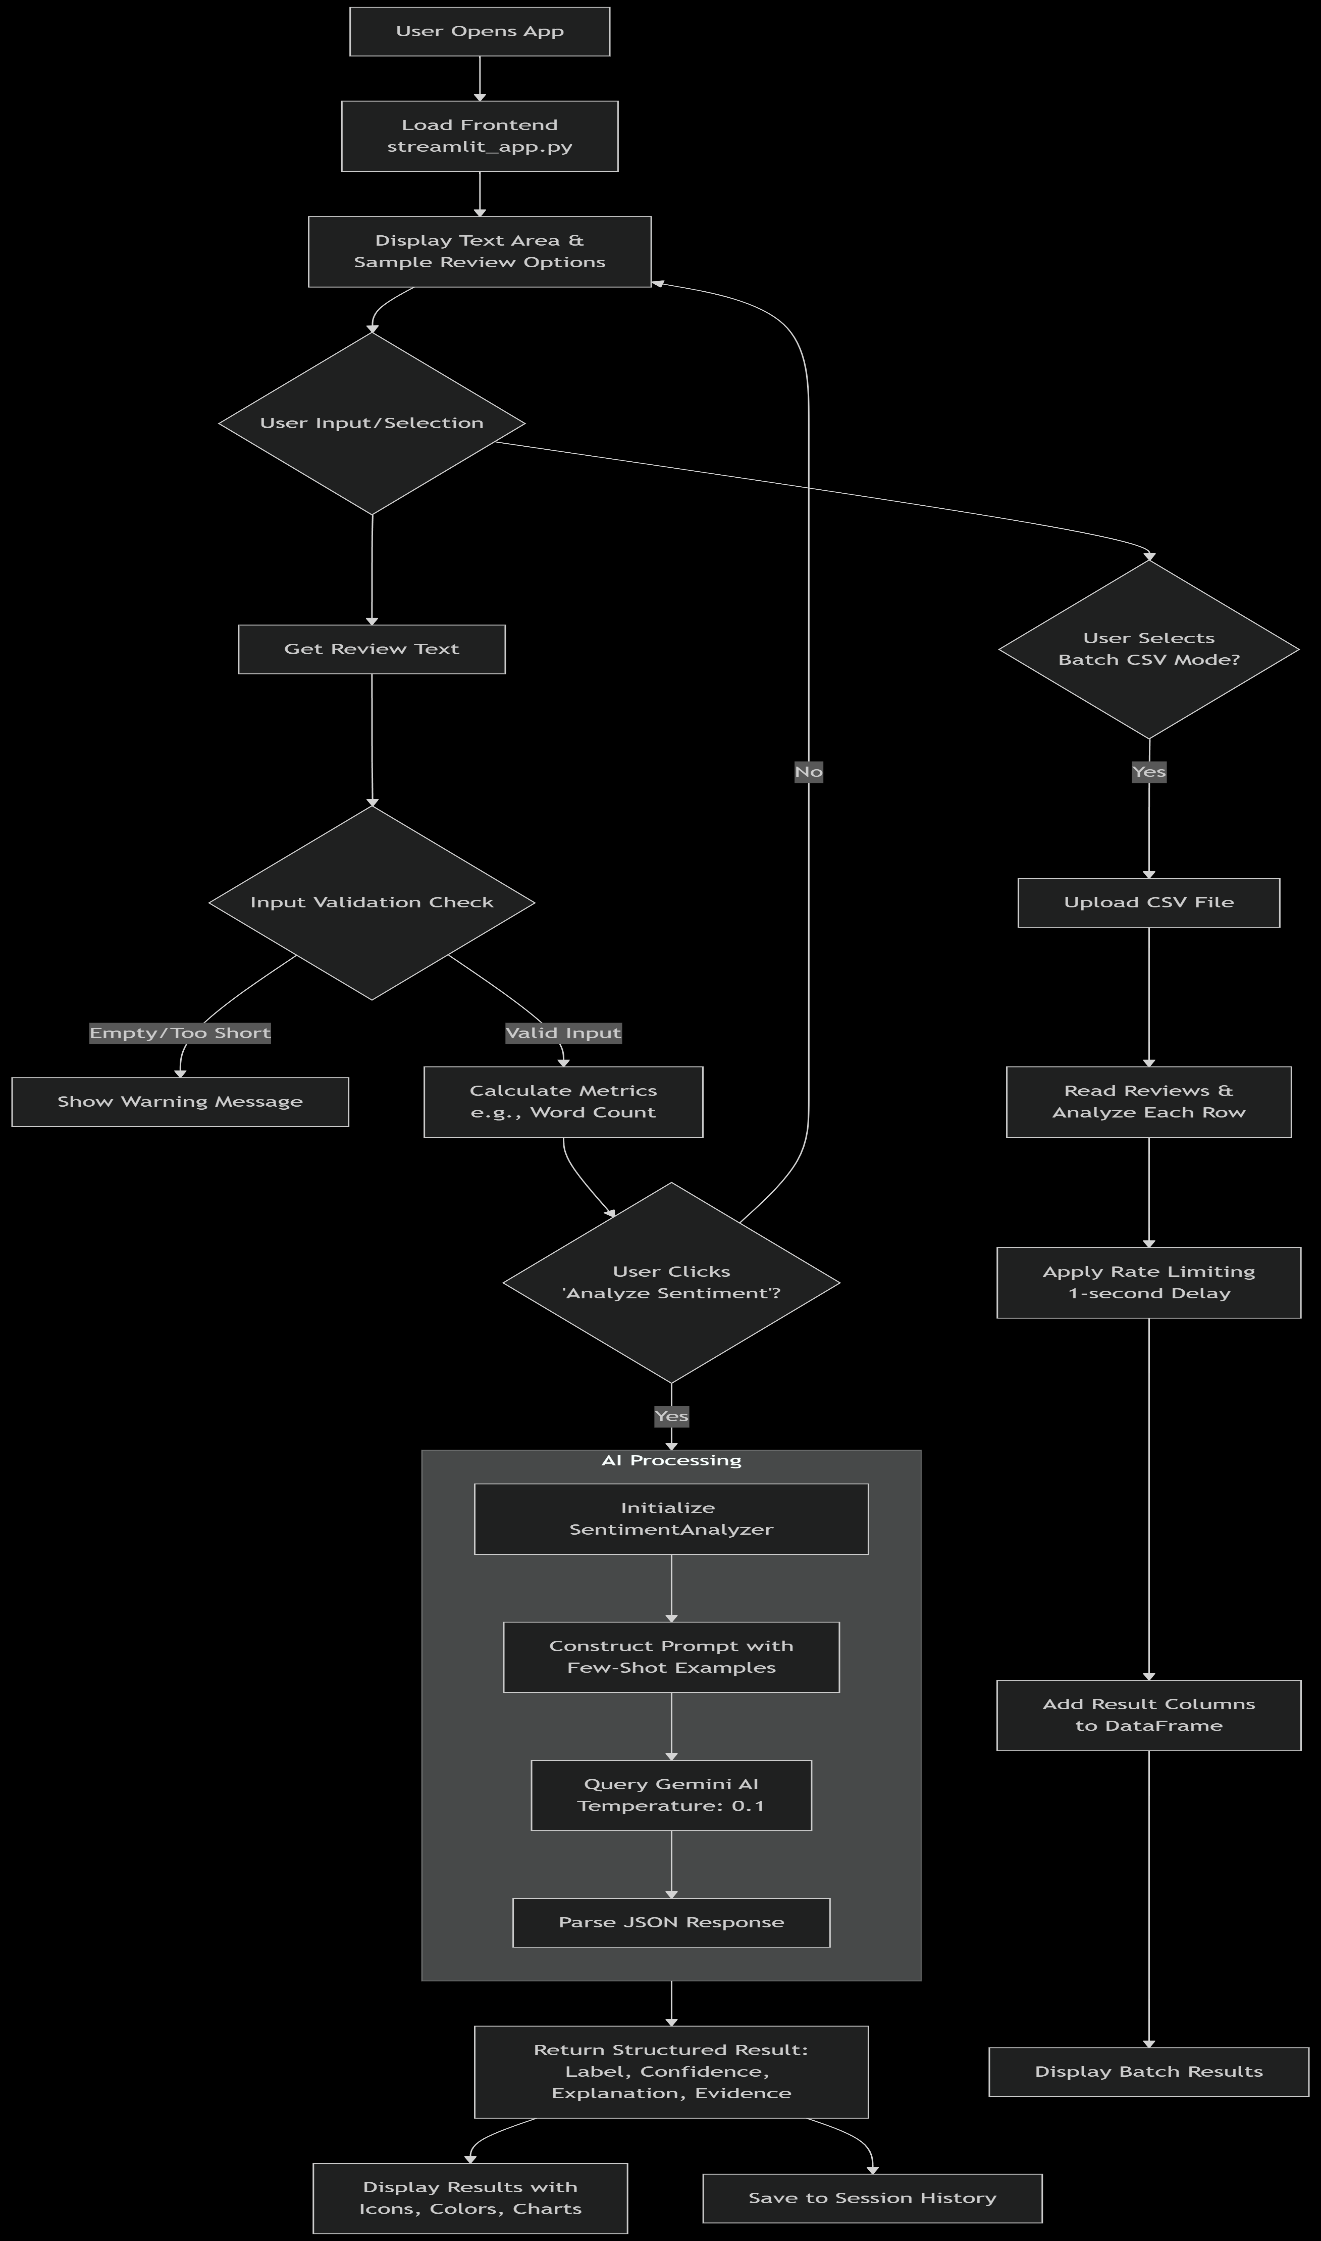 User Opens App
Load Frontend
streamlit_app.py
Display Text Area &
Sample Review Options
User Input/Selection
Get Review Text
User Selects
Batch CSV Mode?
No
Yes
Input Validation Check
Upload CSV File
Empty/Too Short
Valid Input
Show Warning Message
Calculate Metrics
e.g., Word Count
Read Reviews &
Analyze Each Row
User Clicks
'Analyze Sentiment'?
Apply Rate Limiting
1-second Delay
Yes
AI Processing
Initialize
SentimentAnalyzer
Construct Prompt with
Few-Shot Examples
Add Result Columns
to DataFrame
Query Gemini AI
Temperature: 0.1
Parse JSON Response
Return Structured Result:
Label, Confidence,
Explanation, Evidence
Display Batch Results
Display Results with
Icons, Colors, Charts
Save to Session History